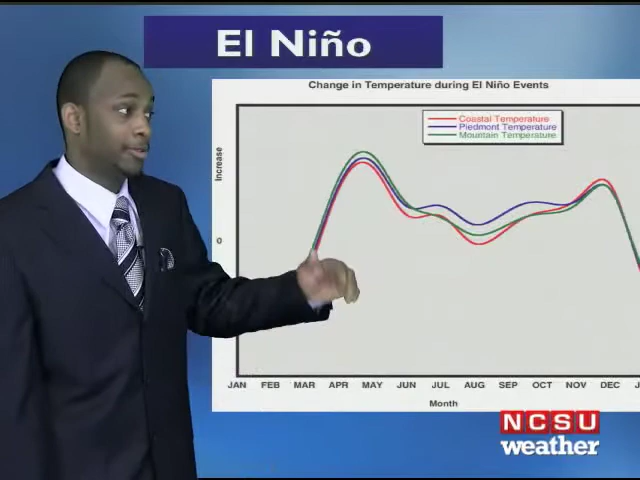 El Niño
Change in Temperature during El Niño Events
Coastal Temperature
Piedmont Temperature
Mountain Temperature
Increase
0
JAN FEB MAR APR MAY JUN JUL AUG SEP OCT NOV DEC J
Month
NCSU
weather